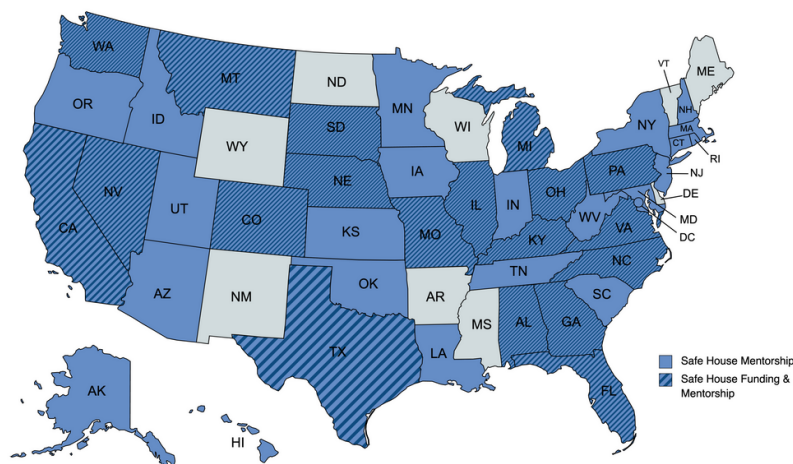 WA
MT
ND
MN
VT
ME
OR
ID
SD
WI
MI
NY
NH
MA
CT
RI
WY
NE
IA
PA
NJ
NV
UT
CO
IL
IN
OH
DE
CA
KS
MO
KY
WV
VA
MD
DC
AZ
NM
OK
AR
TN
NC
SC
TX
LA
MS
AL
GA
FL
AK
HI
Safe House Mentorship
Safe House Funding &
Mentorship